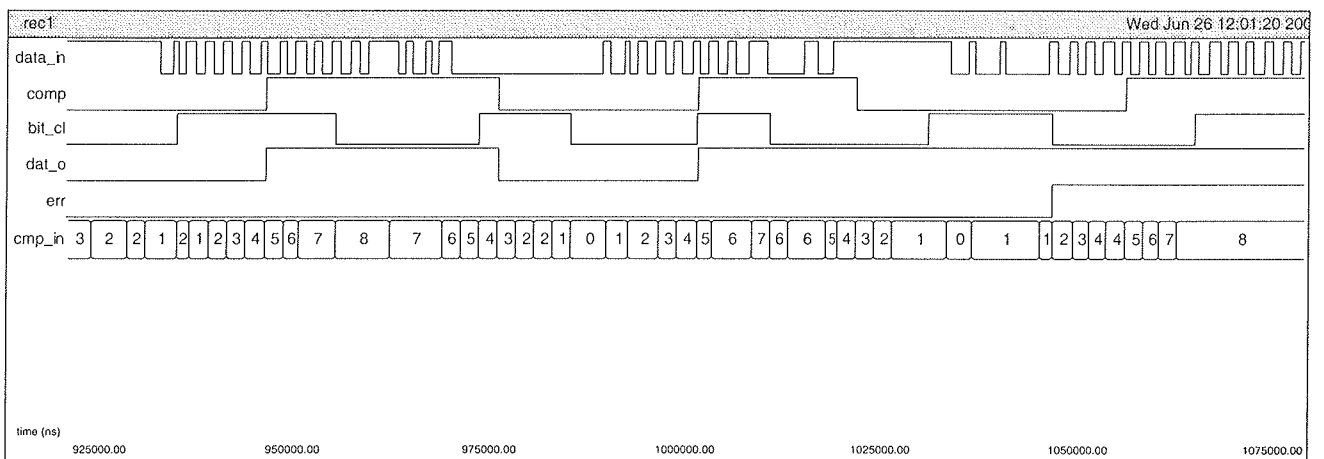 rec1 Wed Jun 26 12:01:20 200
data_in
comp
bit_cl
dat_o
err
cmp_in 3 2 2 1 2 1 2 3 4 5 6 7 8 7 6 5 4 3 2 2 1 0 1 2 3 4 5 6 7 6 6 5 4 3 2 1 0 1 1 2 3 4 4 5 6 7 8
time (ns)
925000.00 950000.00 975000.00 1000000.00 1025000.00 1050000.00 1075000.00